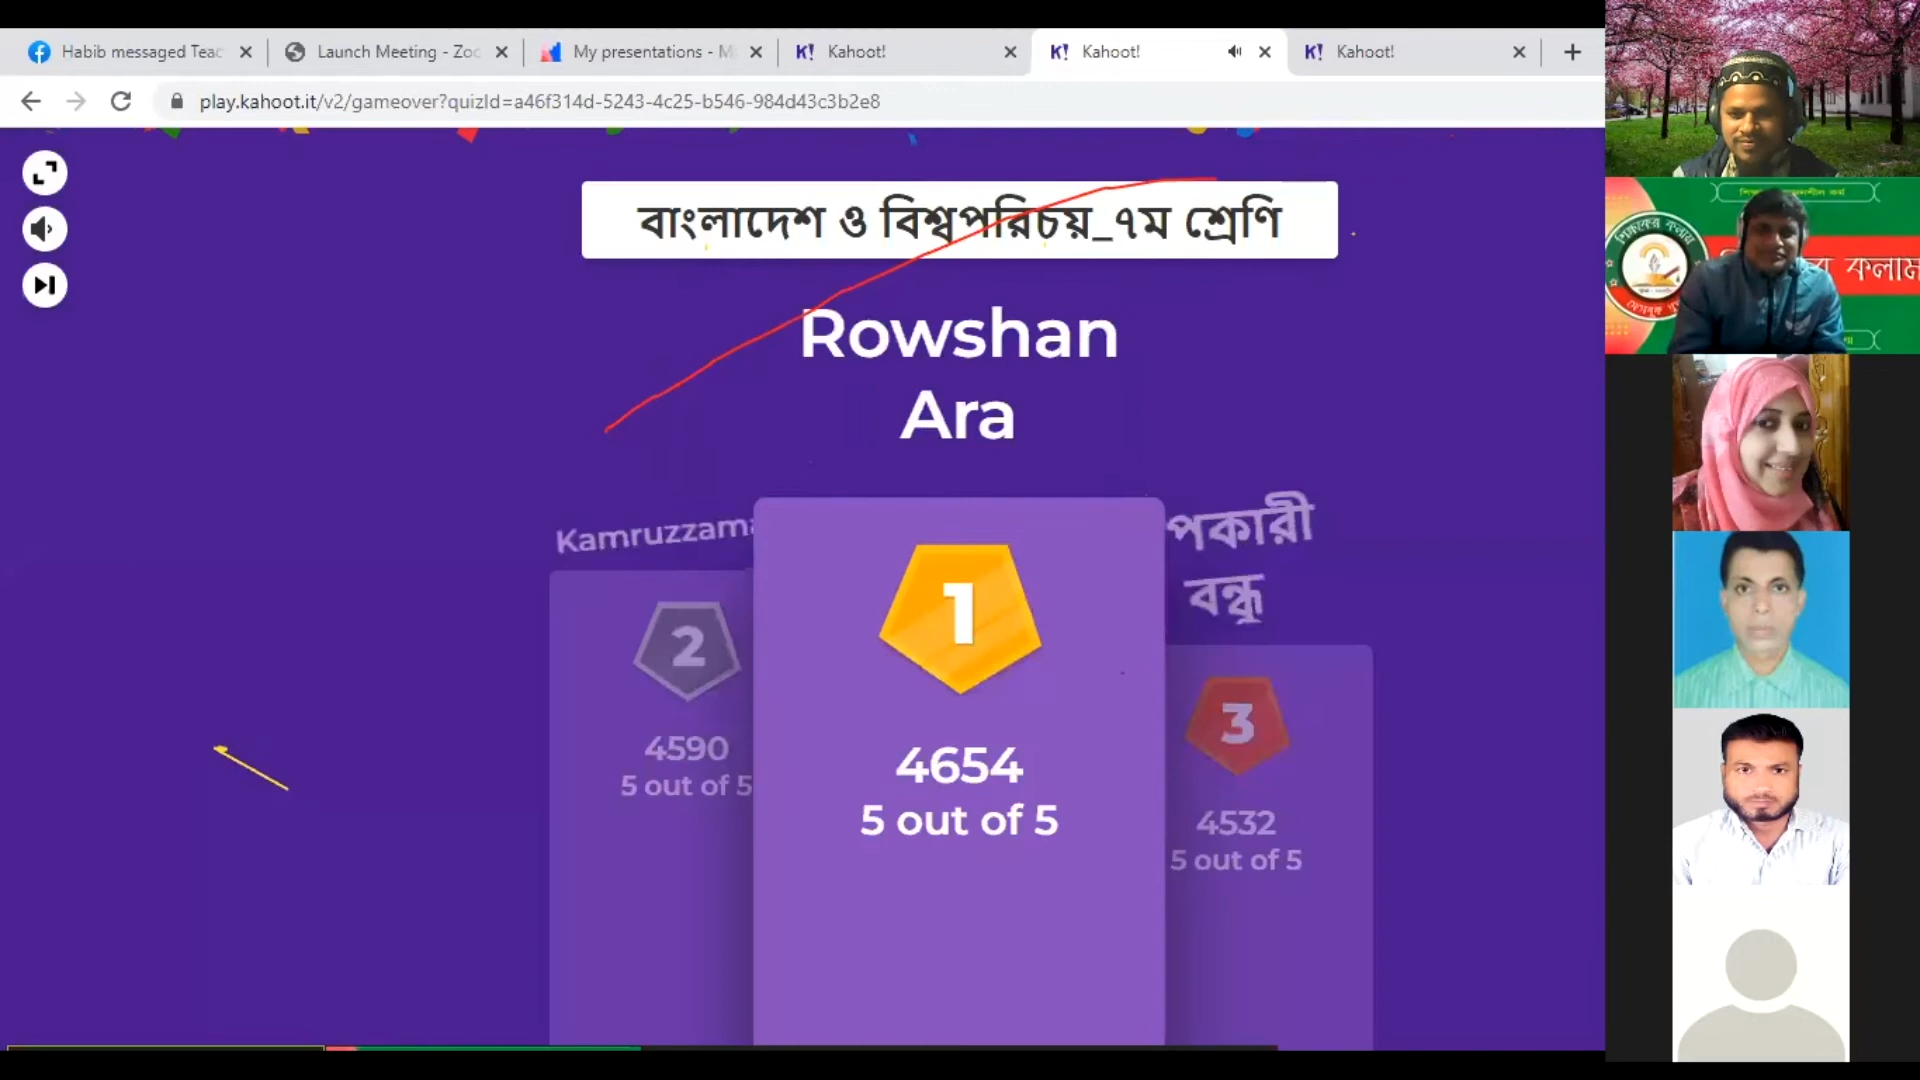 Habib messaged Teac
Launch Meeting - Zoo
My presentations - M
K! Kahoot!
K! Kahoot!
K! Kahoot!
play.kahoot.it/v2/gameover?quizId=a46f314d-5243-4c25-b546-984d43c3b2e8
বাংলাদেশ ও বিশ্বপরিচয়_৭ম শ্রেণি
Rowshan
Ara
Kamruzzama
পকারী
বন্ধু
1
2
3
4654
5 out of 5
4590
5 out of 5
4532
5 out of 5
কলাম